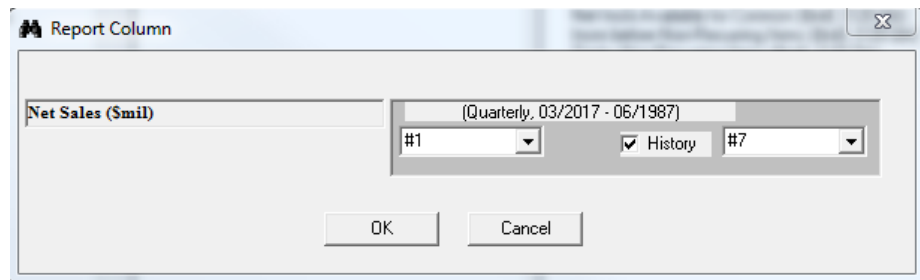 Report Column
Net Sales ($mil)
(Quarterly, 03/2017 - 06/1987)
#1
History
#7
OK
Cancel